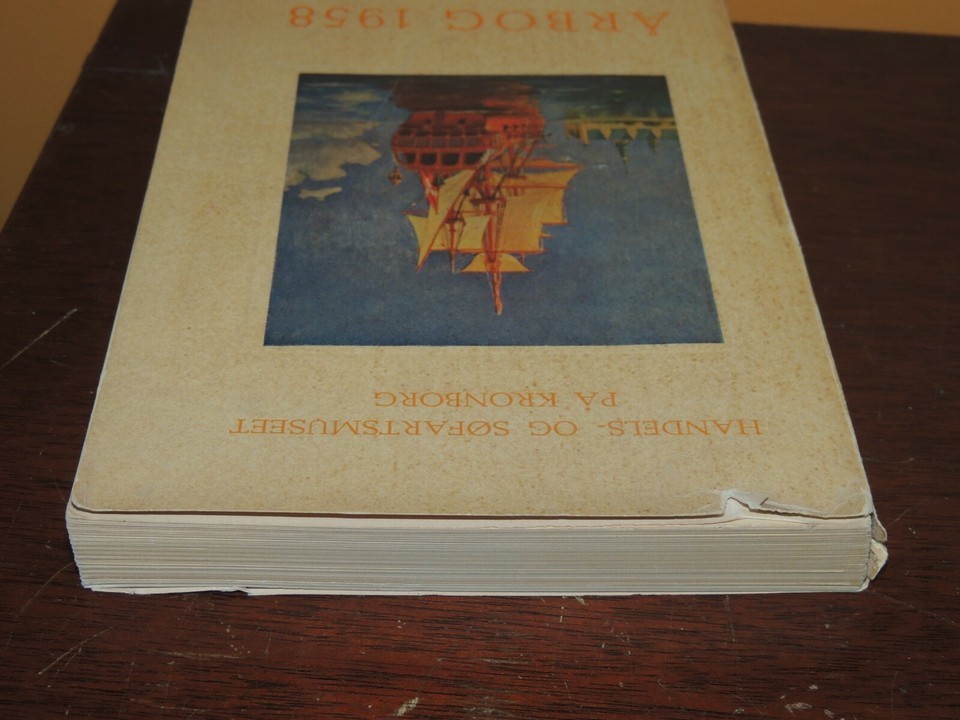 HANDELS- OG SØFARTSMUSEET
PÅ KRONBORG
ÅRBOG 1958